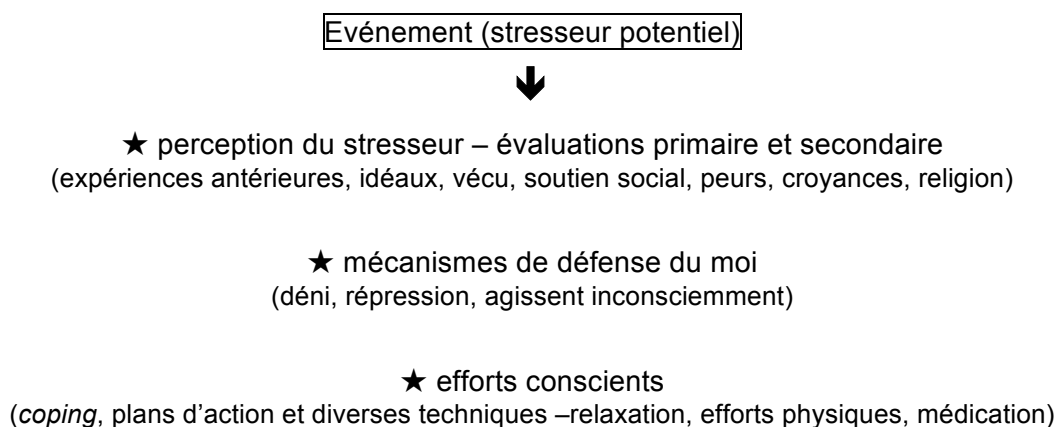 Evénement (stresseur potentiel)
★ perception du stresseur – évaluations primaire et secondaire
(expériences antérieures, idéaux, vécu, soutien social, peurs, croyances, religion)
★ mécanismes de défense du moi
(déni, répression, agissent inconsciemment)
★ efforts conscients
(coping, plans d’action et diverses techniques –relaxation, efforts physiques, médication)